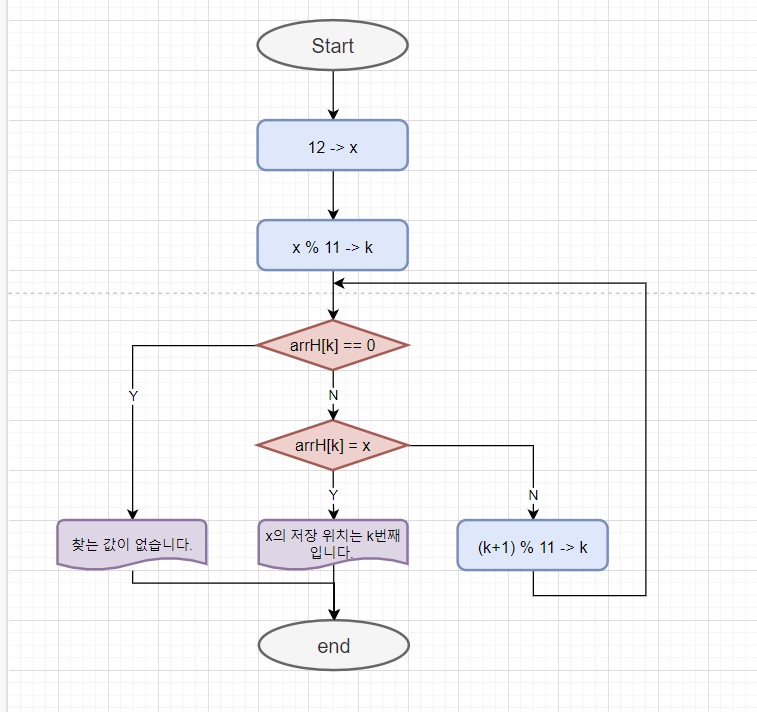 Start
12 -> x
x % 11 -> k
arrH[k] == 0
Y
N
arrH[k] = x
Y
N
찾는 값이 없습니다.
x의 저장 위치는 k번째
입니다.
(k+1) % 11 -> k
end